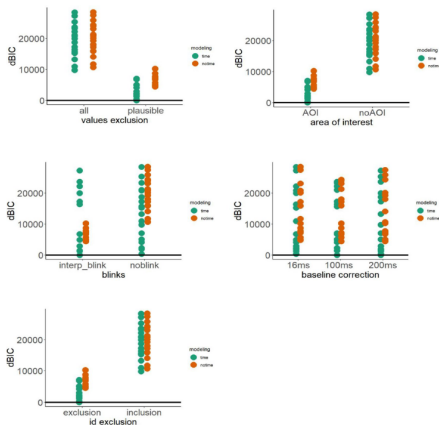 dBIC
20000
10000
0
all
plausible
values exclusion
modeling
time
notime
dBIC
20000
10000
0
AOI
noAOI
area of interest
modeling
time
notime
dBIC
20000
10000
0
interp_blink
noblink
blinks
modeling
time
notime
dBIC
20000
10000
0
16ms
100ms
200ms
baseline correction
modeling
time
notime
dBIC
20000
10000
0
exclusion
inclusion
id exclusion
modeling
time
notime